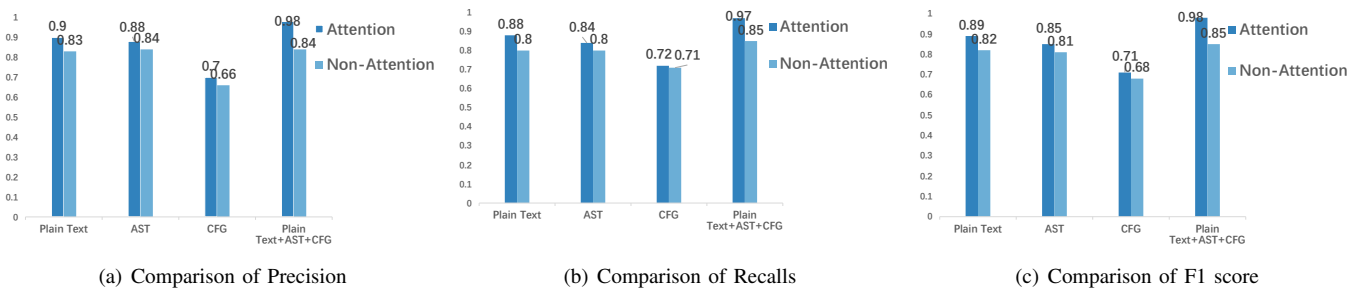 1
0.9
0.8
0.7
0.6
0.5
0.4
0.3
0.2
0.1
0
0.9
0.83
0.88
0.84
0.7
0.66
0.98
0.84
Attention
Non-Attention
Plain Text
AST
CFG
Plain
Text+AST+CFG
(a) Comparison of Precision
1
0.9
0.8
0.7
0.6
0.5
0.4
0.3
0.2
0.1
0
0.88
0.8
0.84
0.8
0.72
0.71
0.97
0.85
Attention
Non-Attention
Plain Text
AST
CFG
Plain
Text+AST+CFG
(b) Comparison of Recalls
1
0.9
0.8
0.7
0.6
0.5
0.4
0.3
0.2
0.1
0
0.89
0.82
0.85
0.81
0.71
0.68
0.98
0.85
Attention
Non-Attention
Plain Text
AST
CFG
Plain
Text+AST+CFG
(c) Comparison of F1 score